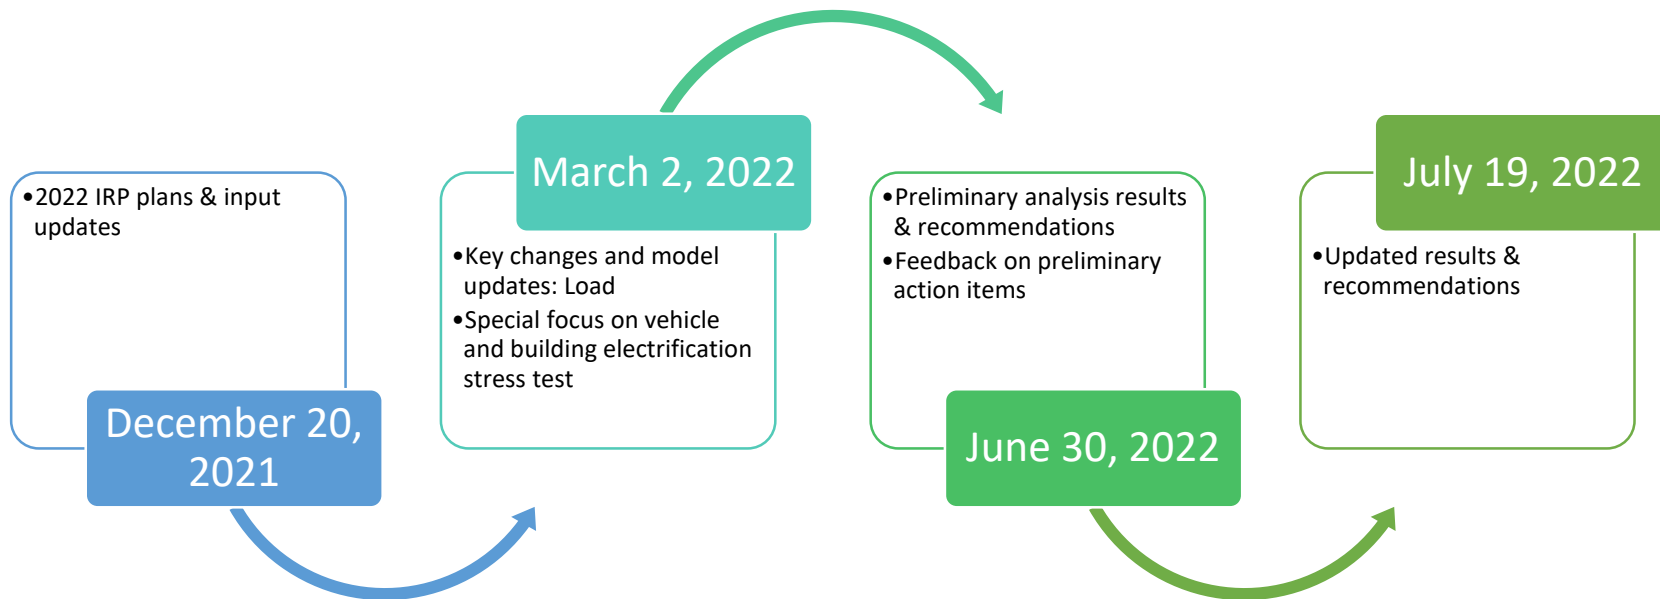 •2022 IRP plans & input
updates
December 20,
2021
March 2, 2022
•Key changes and model
updates: Load
•Special focus on vehicle
and building electrification
stress test
•Preliminary analysis results
& recommendations
•Feedback on preliminary
action items
June 30, 2022
July 19, 2022
•Updated results &
recommendations